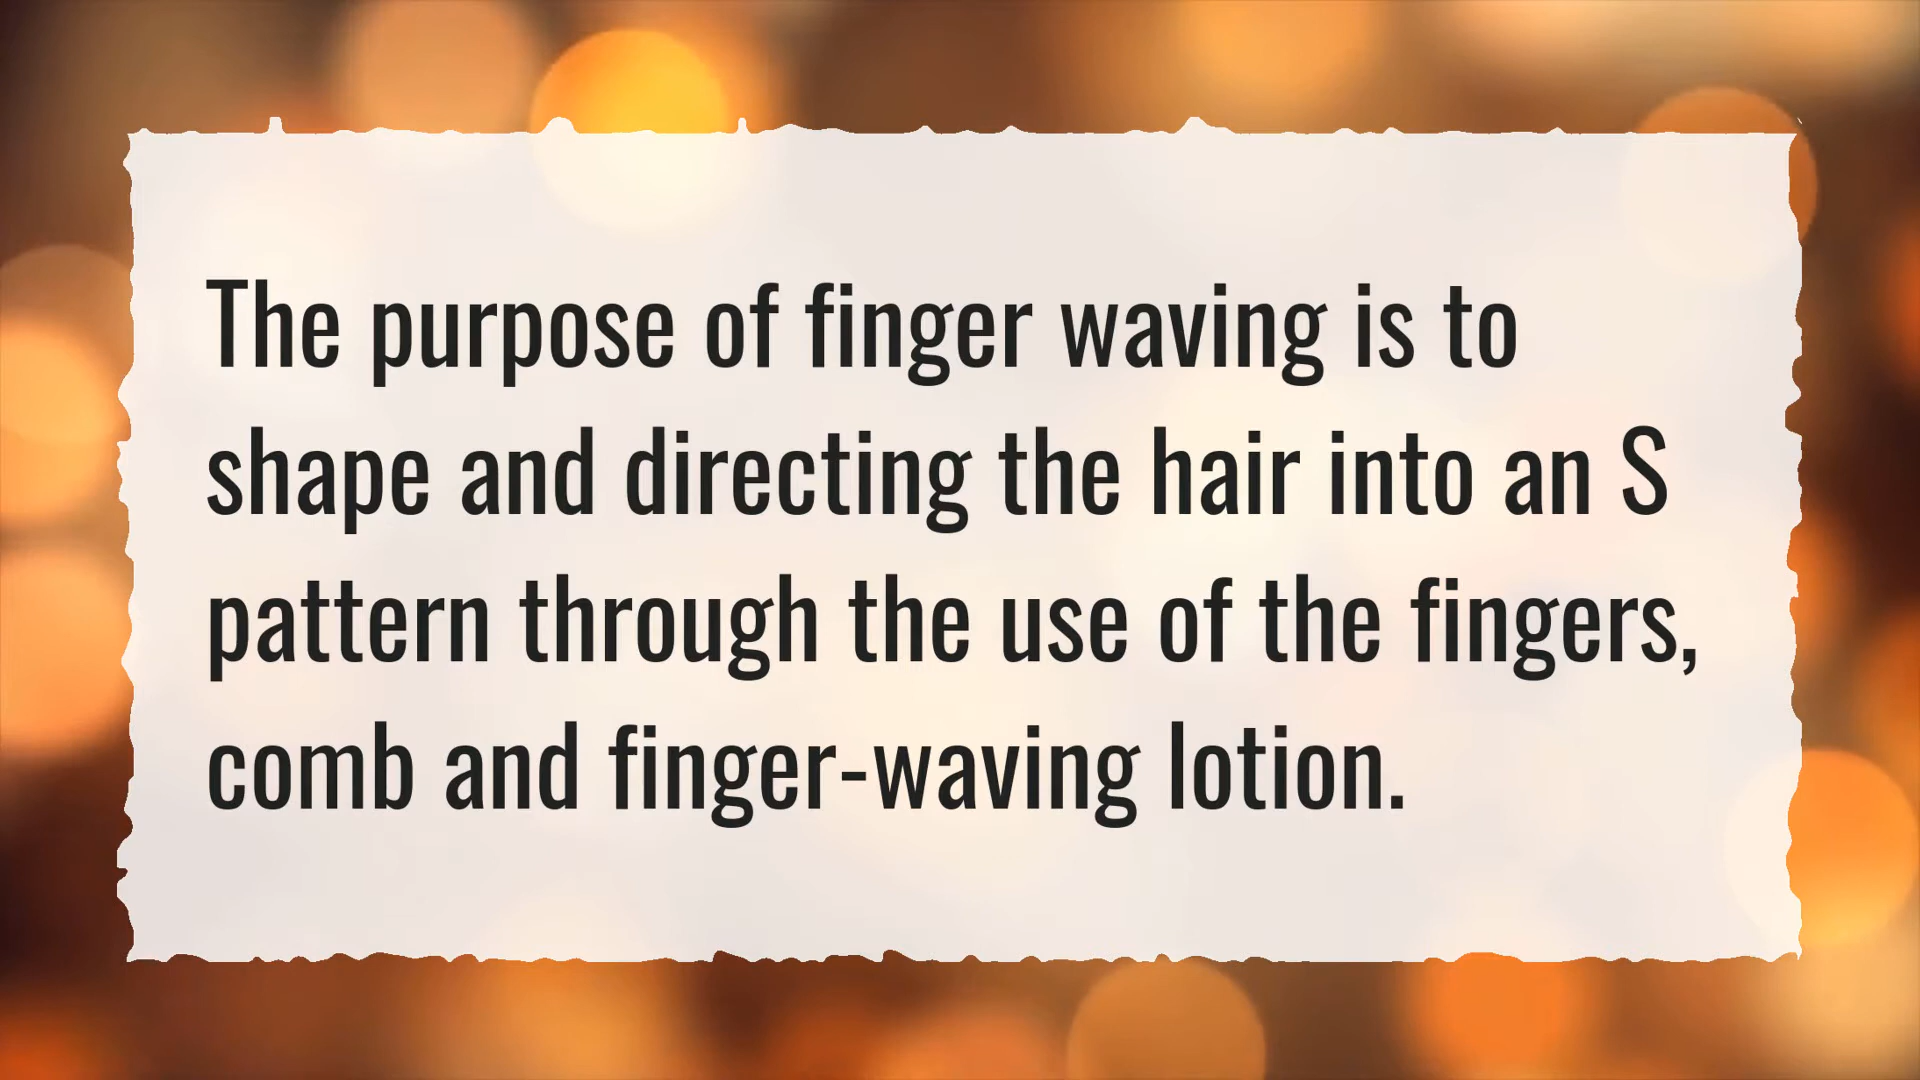 The purpose of finger waving is to
shape and directing the hair into an S
pattern through the use of the fingers,
comb and finger-waving lotion.